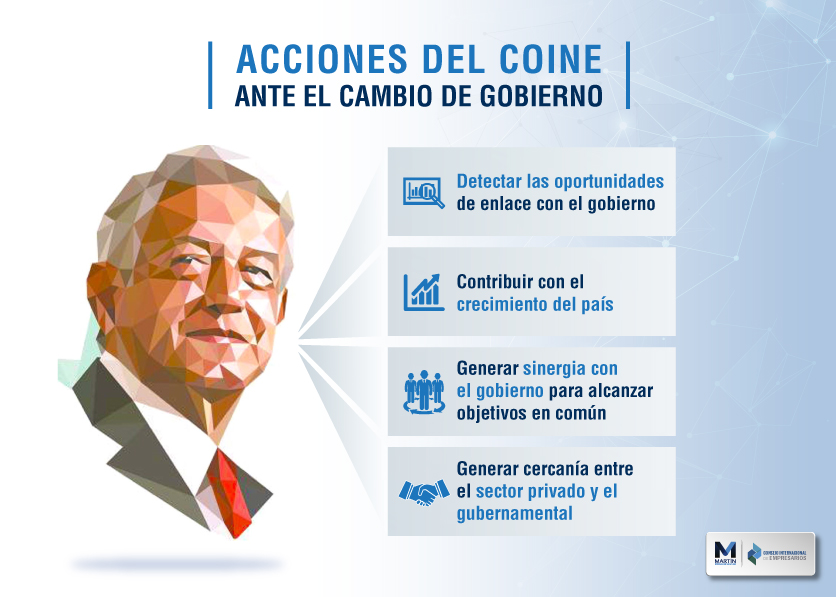 ACCIONES DEL COINE
ANTE EL CAMBIO DE GOBIERNO
Detectar las oportunidades
de enlace con el gobierno
Contribuir con el
crecimiento del país
Generar sinergia con
el gobierno para alcanzar
objetivos en común
Generar cercanía entre
el sector privado y el
gubernamental
MARTIN
CONSEJO INTERNACIONAL
DE EMPRESARIOS